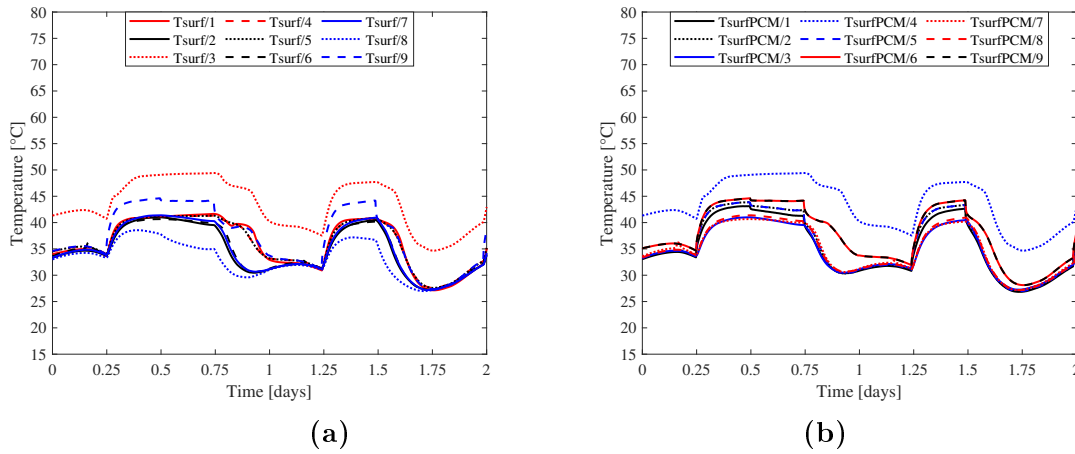 80
75
70
65
60
55
50
45
40
35
30
25
20
15
Temperature [°C]
Tsurf/1 Tsurf/4 Tsurf/7
Tsurf/2 Tsurf/5 Tsurf/8
Tsurf/3 Tsurf/6 Tsurf/9
0 0.25 0.5 0.75 1 1.25 1.5 1.75 2
Time [days]
(a)
80
75
70
65
60
55
50
45
40
35
30
25
20
15
Temperature [°C]
TsurfPCM/1 TsurfPCM/4 TsurfPCM/7
TsurfPCM/2 TsurfPCM/5 TsurfPCM/8
TsurfPCM/3 TsurfPCM/6 TsurfPCM/9
0 0.25 0.5 0.75 1 1.25 1.5 1.75 2
Time [days]
(b)